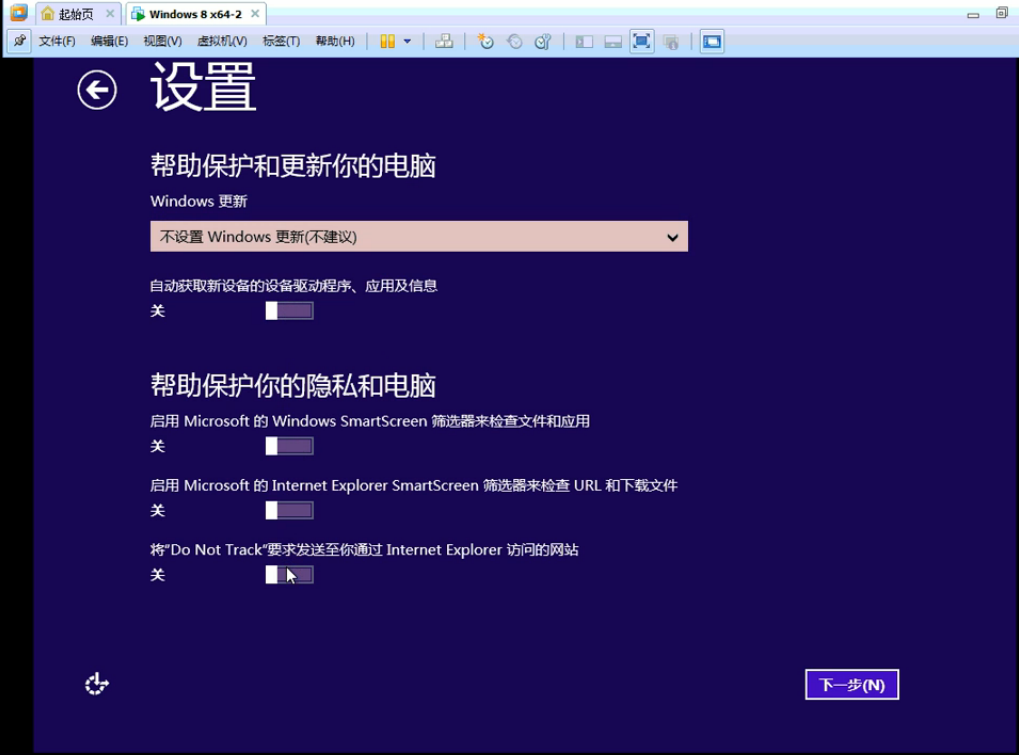 起始页 Windows 8 x64-2
文件(F) 编辑(E) 视图(V) 虚拟机(V) 标签(T) 帮助(H)
设置
帮助保护和更新你的电脑
Windows 更新
不设置 Windows 更新(不建议)
自动获取新设备的设备驱动程序、应用及信息
关
帮助保护你的隐私和电脑
启用 Microsoft 的 Windows SmartScreen 筛选器来检查文件和应用
关
启用 Microsoft 的 Internet Explorer SmartScreen 筛选器来检查 URL 和下载文件
关
将"Do Not Track"要求发送至你通过 Internet Explorer 访问的网站
关
下一步(N)